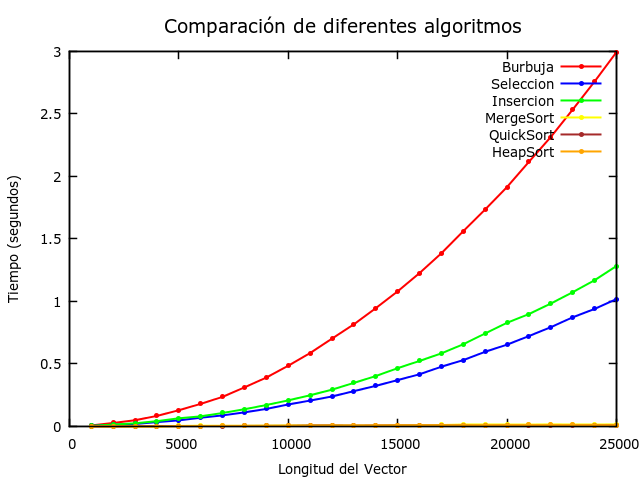 Comparación de diferentes algoritmos
3
2.5
2
1.5
1
0.5
0
Tiempo (segundos)
Burbuja
Seleccion
Insercion
MergeSort
QuickSort
HeapSort
0 5000 10000 15000 20000 25000
Longitud del Vector